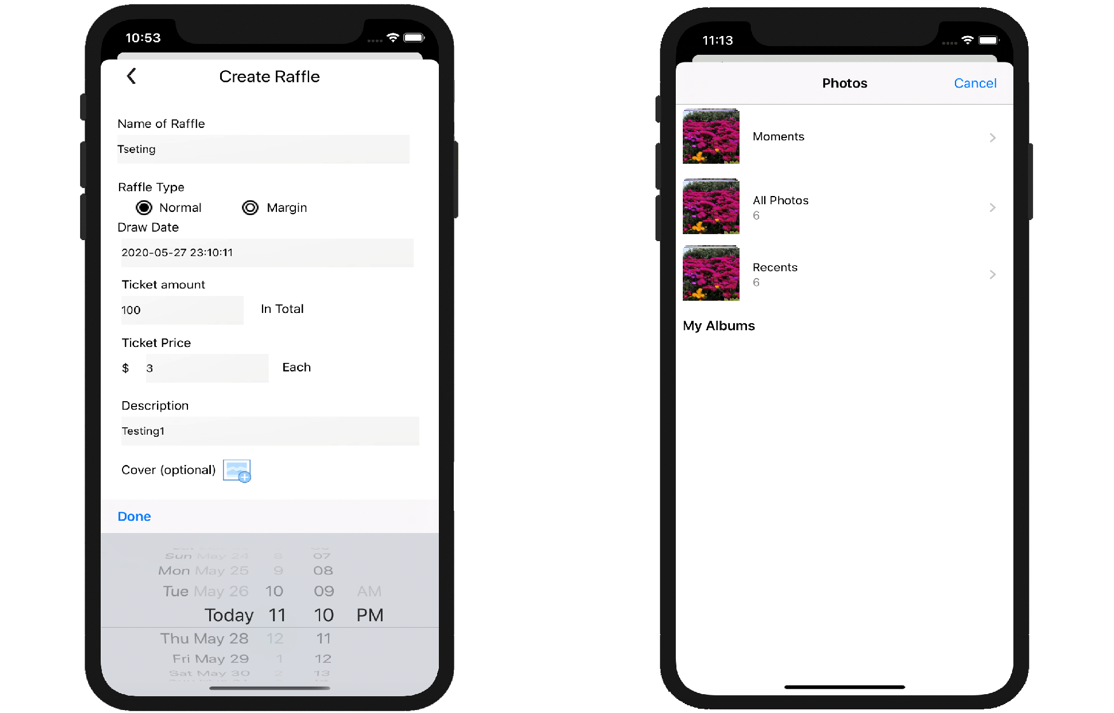 10:53
Create Raffle
Name of Raffle
Tseting
Raffle Type
Normal Margin
Draw Date
2020-05-27 23:10:11
Ticket amount
100 In Total
Ticket Price
$ 3 Each
Description
Testing1
Cover (optional)
Done
Sun May 24 8 07
Mon May 25 9 08
Tue May 26 10 09 AM
Today 11 10 PM
Thu May 28 12 11
Fri May 29 1 12
Sat May 30 2 13
11:13
Photos Cancel
Moments
All Photos
6
Recents
6
My Albums